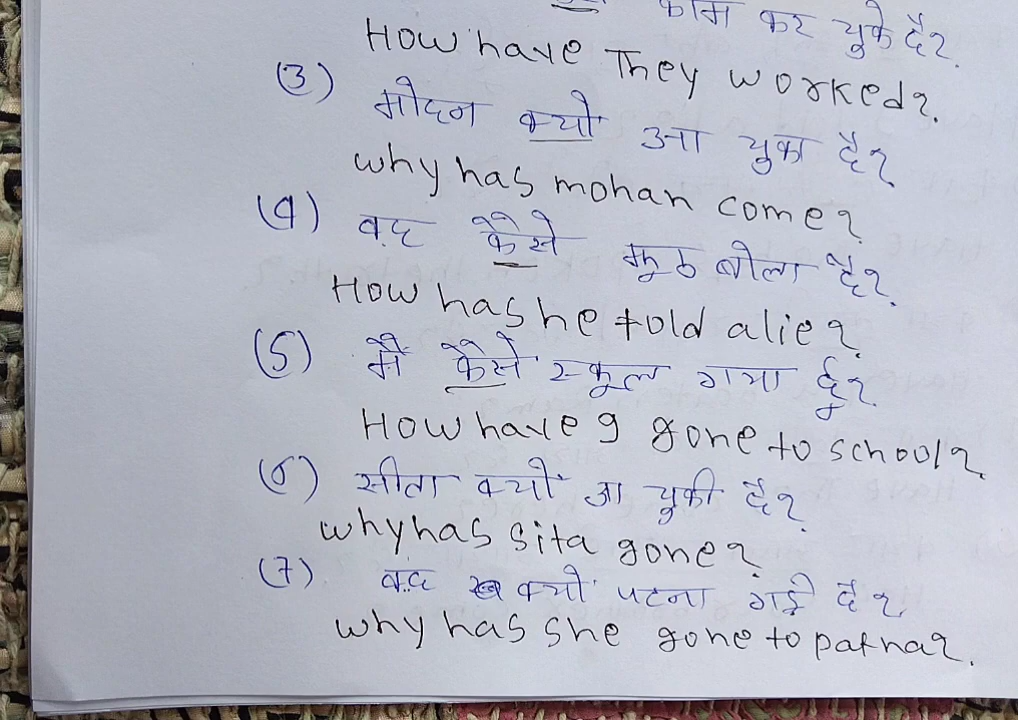 काम कर चुके है?
How have They worked?
(3) मोहन क्यों आ चुका है?
why has mohan come?
(4) वह कैसे झूठ बोला है?
How has he told a lie?
(5) मैं कैसे स्कूल गया हूँ?
How have I gone to school?
(6) सीता क्यों आ चुकी है?
why has sita gone?
(7) वह क्यों पटना गई है?
why has she gone to patna?